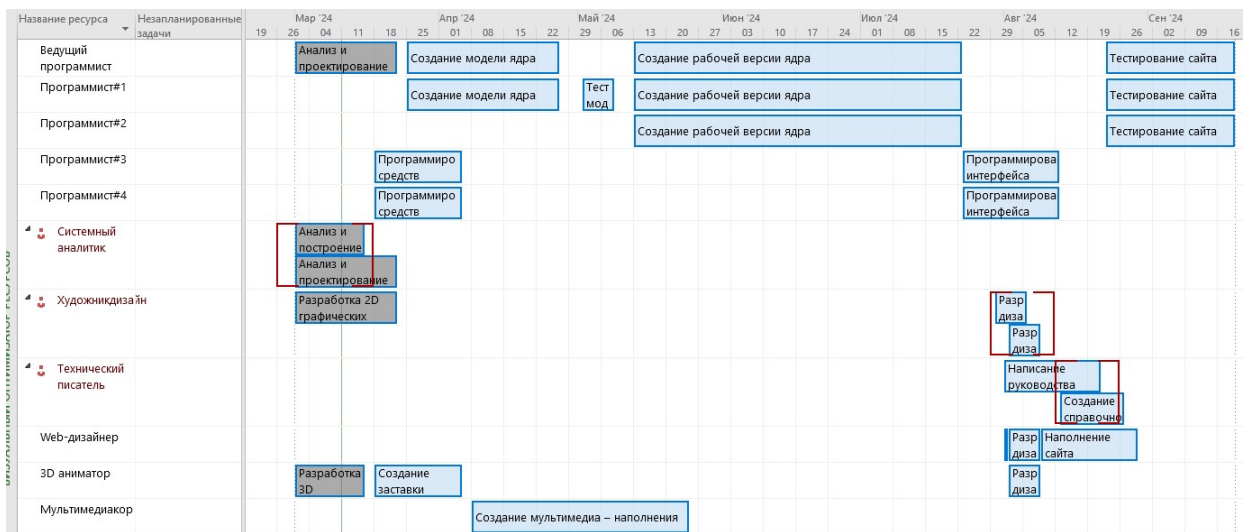 Название ресурса
Незапланированные задачи
Мар '24 Апр '24 Май '24 Июн '24 Июл '24 Авг '24 Сен '24
19 26 04 11 18 25 01 08 15 22 29 06 13 20 27 03 10 17 24 01 08 15 22 29 05 12 19 26 02 09 16
Ведущий
программист
Анализ и
проектирование
Создание модели ядра
Создание рабочей версии ядра
Тестирование сайта
Программист#1
Создание модели ядра
Тест
мод
Создание рабочей версии ядра
Тестирование сайта
Программист#2
Создание рабочей версии ядра
Тестирование сайта
Программист#3
Программиро
средств
Программирова
интерфейса
Программист#4
Программиро
средств
Программирова
интерфейса
Системный
аналитик
Анализ и
построение
Анализ и
проектирование
Художникдизайн
Разработка 2D
графических
Разр
диза
Разр
диза
Технический
писатель
Написание
руководства
Создание
справочно
Web-дизайнер
Разр
диза
Наполнение
сайта
3D аниматор
Разработка
3D
Создание
заставки
Разр
диза
Мультимедиакор
Создание мультимедиа – наполнения